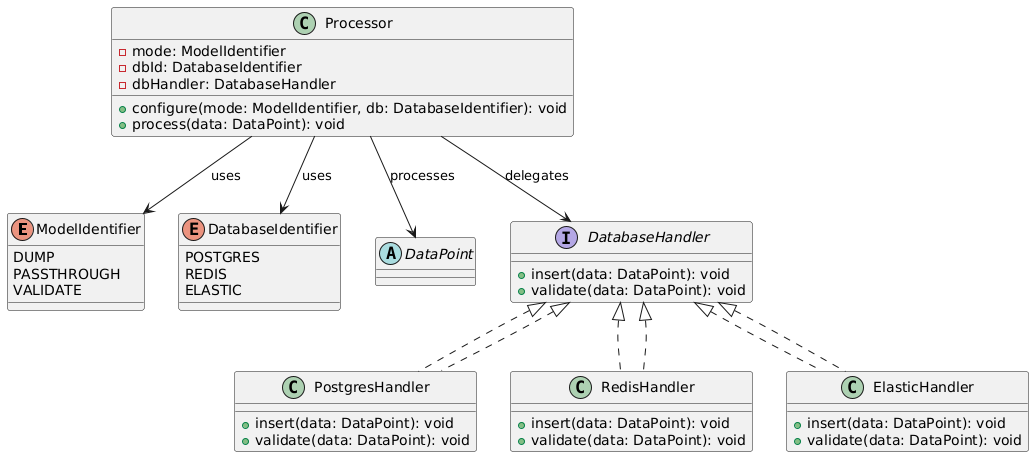 C Processor
mode: ModelIdentifier
dbId: DatabaseIdentifier
dbHandler: DatabaseHandler
configure(mode: ModelIdentifier, db: DatabaseIdentifier): void
process(data: DataPoint): void
uses
uses
processes
delegates
E ModelIdentifier
DUMP
PASSTHROUGH
VALIDATE
E DatabaseIdentifier
POSTGRES
REDIS
ELASTIC
A DataPoint
I DatabaseHandler
insert(data: DataPoint): void
validate(data: DataPoint): void
C PostgresHandler
insert(data: DataPoint): void
validate(data: DataPoint): void
C RedisHandler
insert(data: DataPoint): void
validate(data: DataPoint): void
C ElasticHandler
insert(data: DataPoint): void
validate(data: DataPoint): void